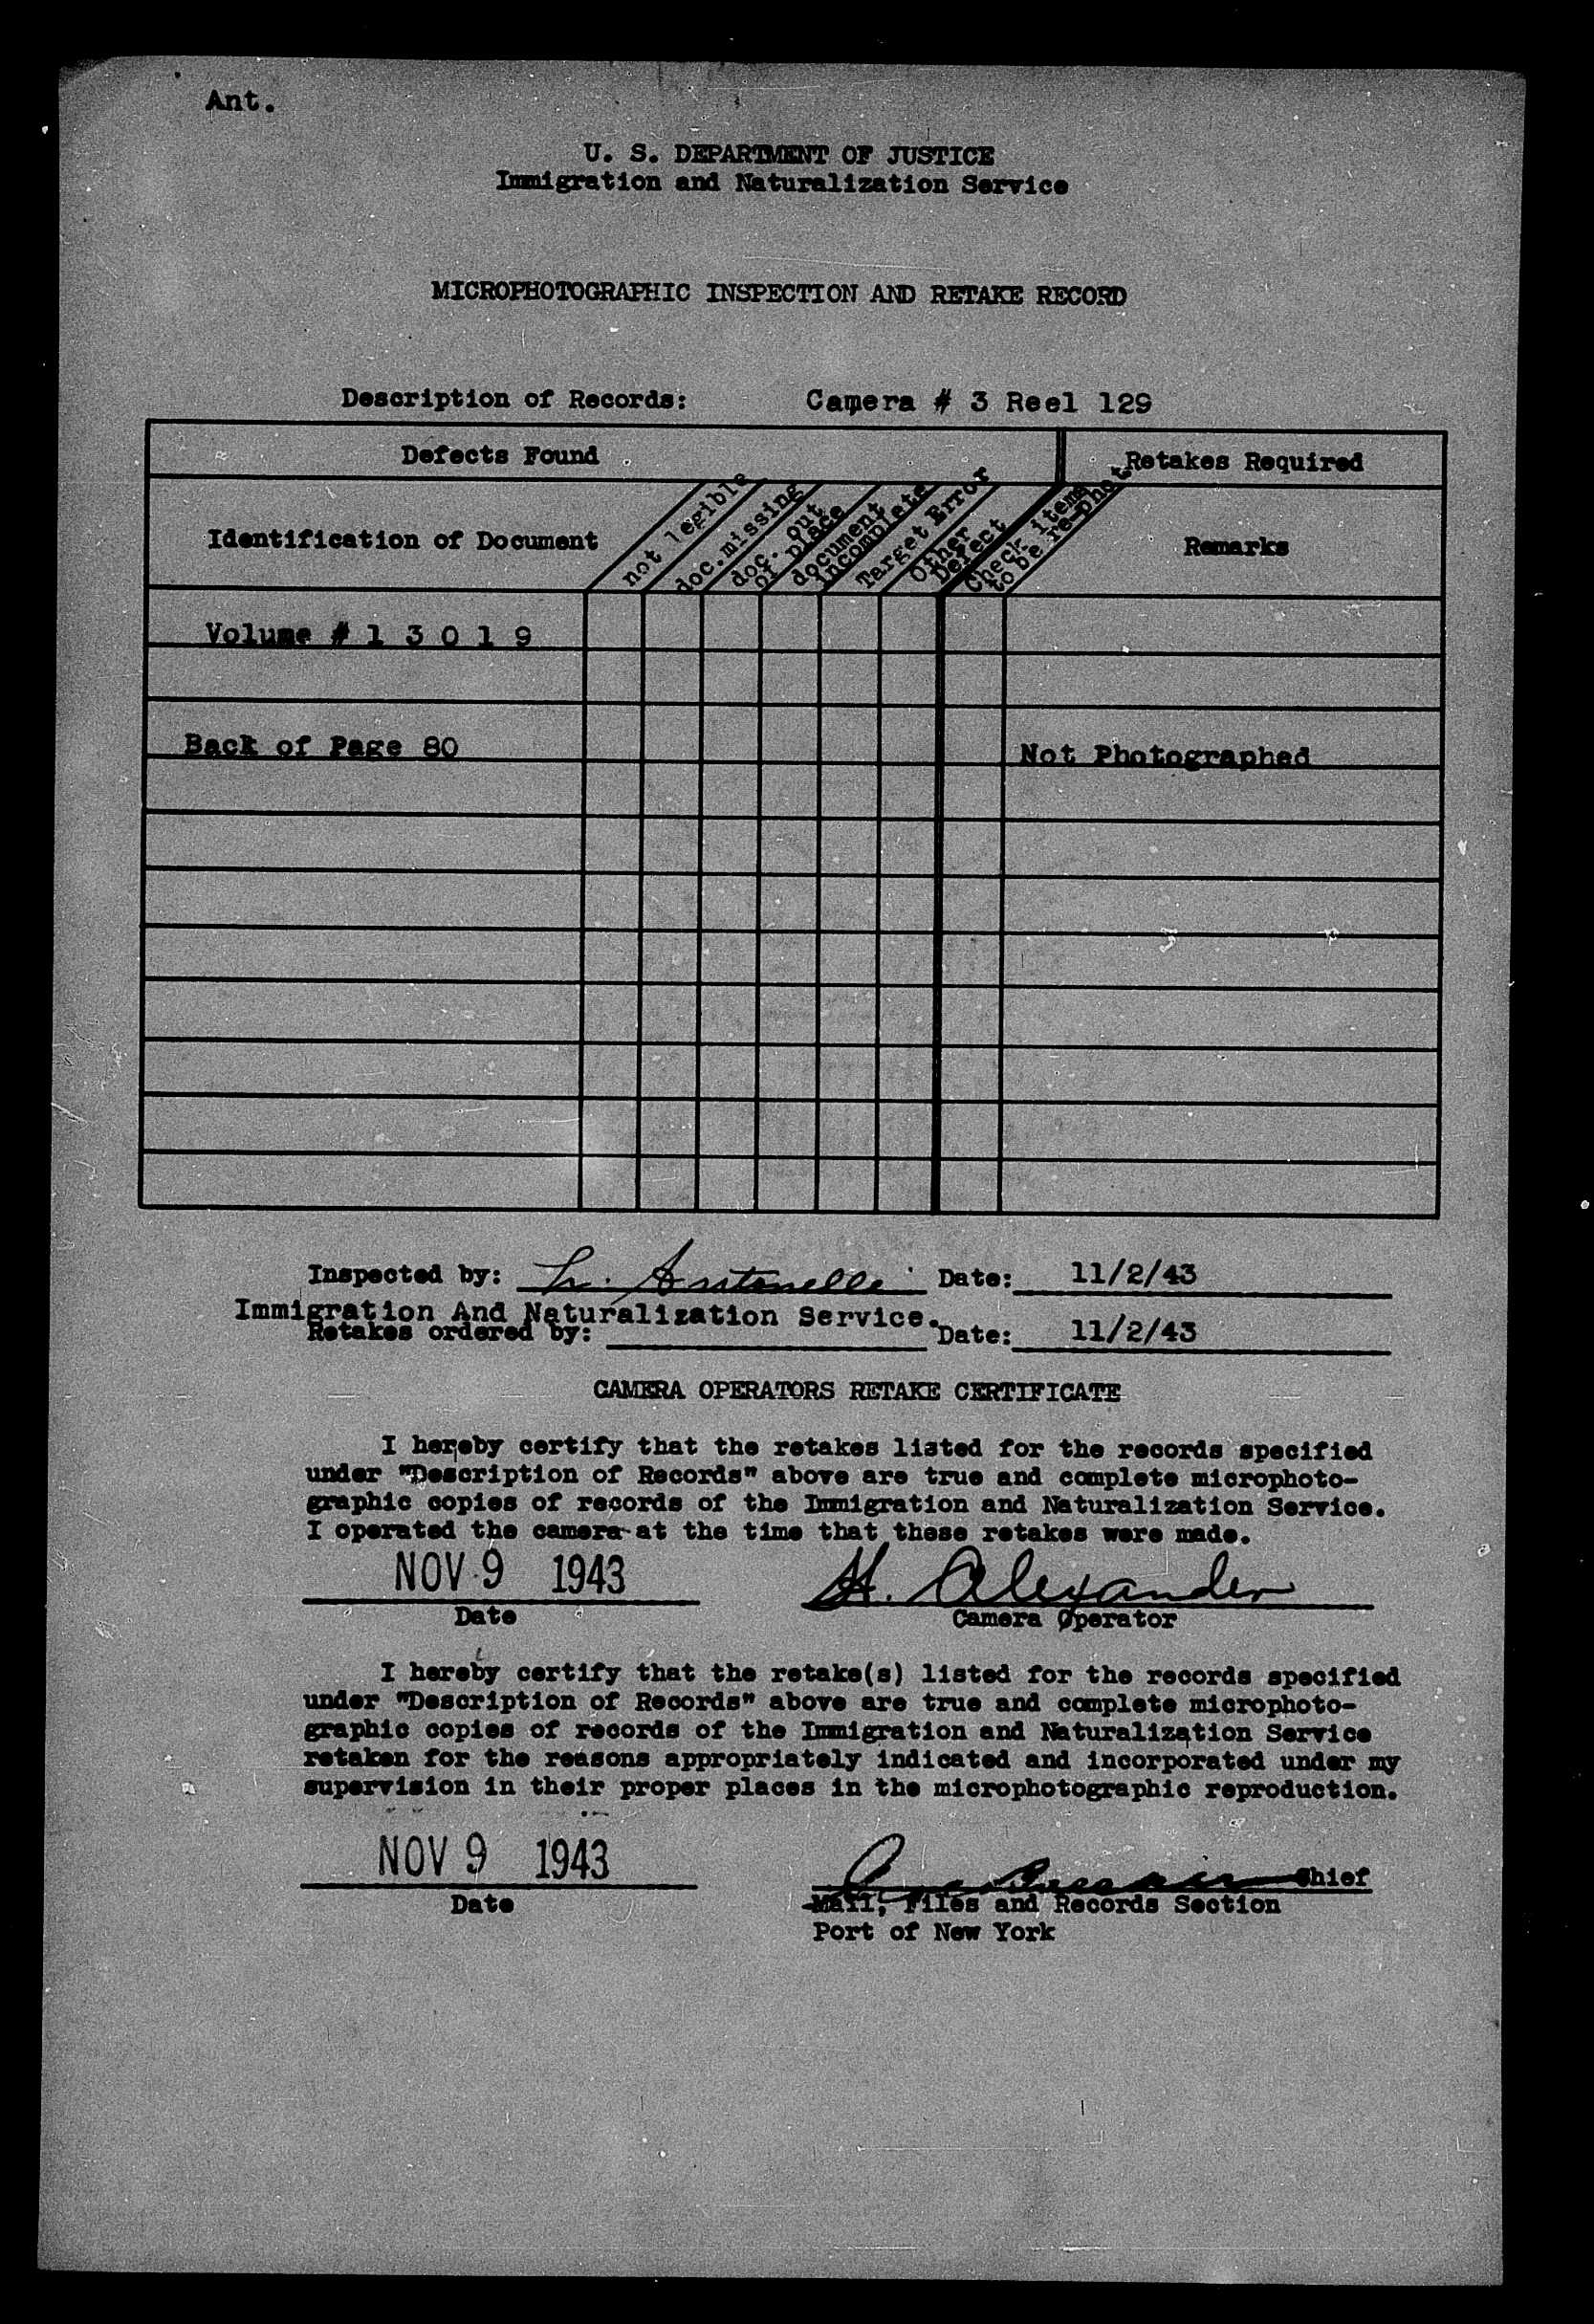 Ant.
U. S. DEPARTMENT OF JUSTICE
Immigration and Naturalization Service
MICROPHOTOGRAPHIC INSPECTION AND RETAKE RECORD
Description of Records: Camera # 3 Reel 129
Defects Found
Retakes Required
Identification of Document
not legible
doc.missing
doc. out
of place
document
incomplete
Target Error
Other
Defect
Check items
to be re-phot.
Remarks
Volume # 1 3 0 1 9
Back of Page 80 Not Photographed
Inspected by: L. Antonelli Date: 11/2/43
Immigration And Naturalization Service.
Retakes ordered by: Date: 11/2/43
CAMERA OPERATORS RETAKE CERTIFICATE
I hereby certify that the retakes listed for the records specified
under "Description of Records" above are true and complete microphoto-
graphic copies of records of the Immigration and Naturalization Service.
I operated the camera at the time that these retakes were made.
NOV 9 1943 H. Alexander
Date Camera Operator
I hereby certify that the retake(s) listed for the records specified
under "Description of Records" above are true and complete microphoto-
graphic copies of records of the Immigration and Naturalization Service
retaken for the reasons appropriately indicated and incorporated under my
supervision in their proper places in the microphotographic reproduction.
NOV 9 1943 Chief
Date Mail, Files and Records Section
Port of New York